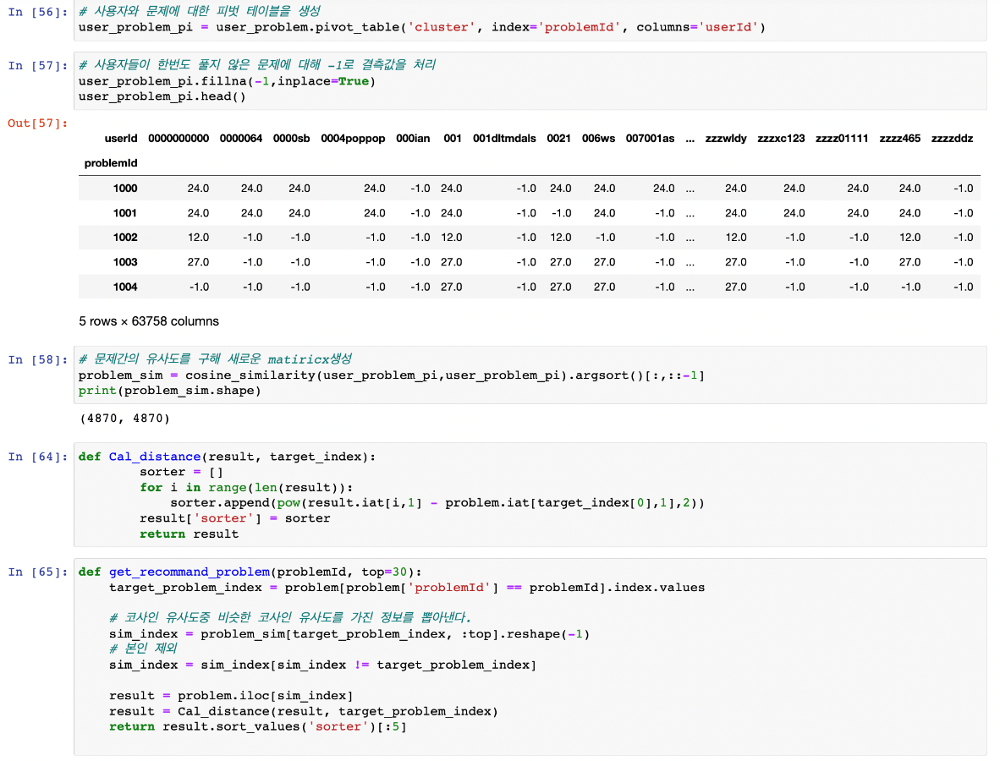 In [56]: # 사용자와 문제에 대한 피벗 테이블을 생성
user_problem_pi = user_problem.pivot_table('cluster', index='problemId', columns='userId')
In [57]: # 사용자들이 한번도 풀지 않은 문제에 대해 -1로 결측값을 처리
user_problem_pi.fillna(-1,inplace=True)
user_problem_pi.head()
Out[57]:
userId 0000000000 0000064 0000sb 0004poppop 000ian 001 001dltmdals 0021 006ws 007001as ... zzzwldy zzzxc123 zzzz01111 zzzz465 zzzzddz
problemId
1000 24.0 24.0 24.0 24.0 -1.0 24.0 -1.0 24.0 24.0 24.0 ... 24.0 24.0 24.0 24.0 -1.0
1001 24.0 24.0 24.0 24.0 -1.0 24.0 -1.0 -1.0 24.0 -1.0 ... 24.0 24.0 24.0 24.0 -1.0
1002 12.0 -1.0 -1.0 -1.0 -1.0 12.0 -1.0 12.0 -1.0 -1.0 ... 12.0 -1.0 -1.0 12.0 -1.0
1003 27.0 -1.0 -1.0 -1.0 -1.0 27.0 -1.0 27.0 27.0 -1.0 ... 27.0 -1.0 -1.0 27.0 -1.0
1004 -1.0 -1.0 -1.0 -1.0 -1.0 27.0 -1.0 27.0 27.0 -1.0 ... 27.0 -1.0 -1.0 -1.0 -1.0
5 rows × 63758 columns
In [58]: # 문제간의 유사도를 구해 새로운 matiricx생성
problem_sim = cosine_similarity(user_problem_pi,user_problem_pi).argsort()[:,::-1]
print(problem_sim.shape)
(4870, 4870)
In [64]: def Cal_distance(result, target_index):
sorter = []
for i in range(len(result)):
sorter.append(pow(result.iat[i,1] - problem.iat[target_index[0],1],2))
result['sorter'] = sorter
return result
In [65]: def get_recommand_problem(problemId, top=30):
target_problem_index = problem[problem['problemId'] == problemId].index.values
# 코사인 유사도중 비슷한 코사인 유사도를 가진 정보를 뽑아낸다.
sim_index = problem_sim[target_problem_index, :top].reshape(-1)
# 본인 제외
sim_index = sim_index[sim_index != target_problem_index]
result = problem.iloc[sim_index]
result = Cal_distance(result, target_problem_index)
return result.sort_values('sorter')[:5]